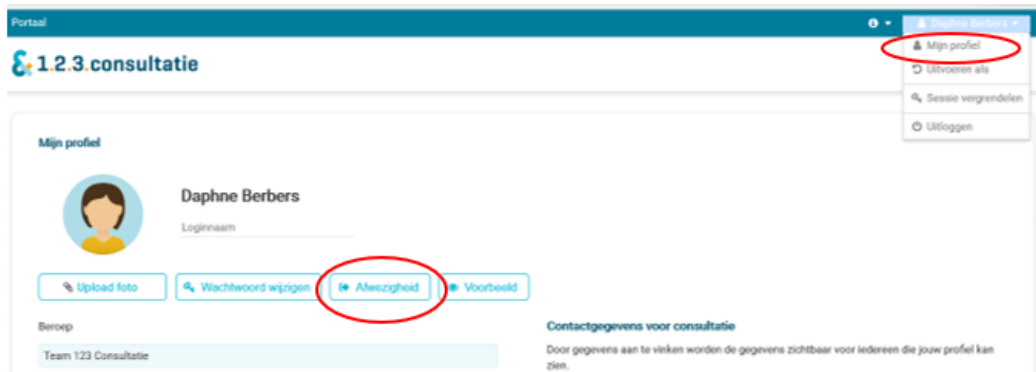 Portaal
Daphne Berbers
Mijn profiel
Uitvoeren als
Sessie vergrendelen
Uitloggen
1.2.3.consultatie
Mijn profiel
Daphne Berbers
Loginnaam
Upload foto
Wachtwoord wijzigen
Afwezigheid
Voorbeeld
Beroep
Team 123 Consultatie
Contactgegevens voor consultatie
Door gegevens aan te vinken worden de gegevens zichtbaar voor iedereen die jouw profiel kan
zien.